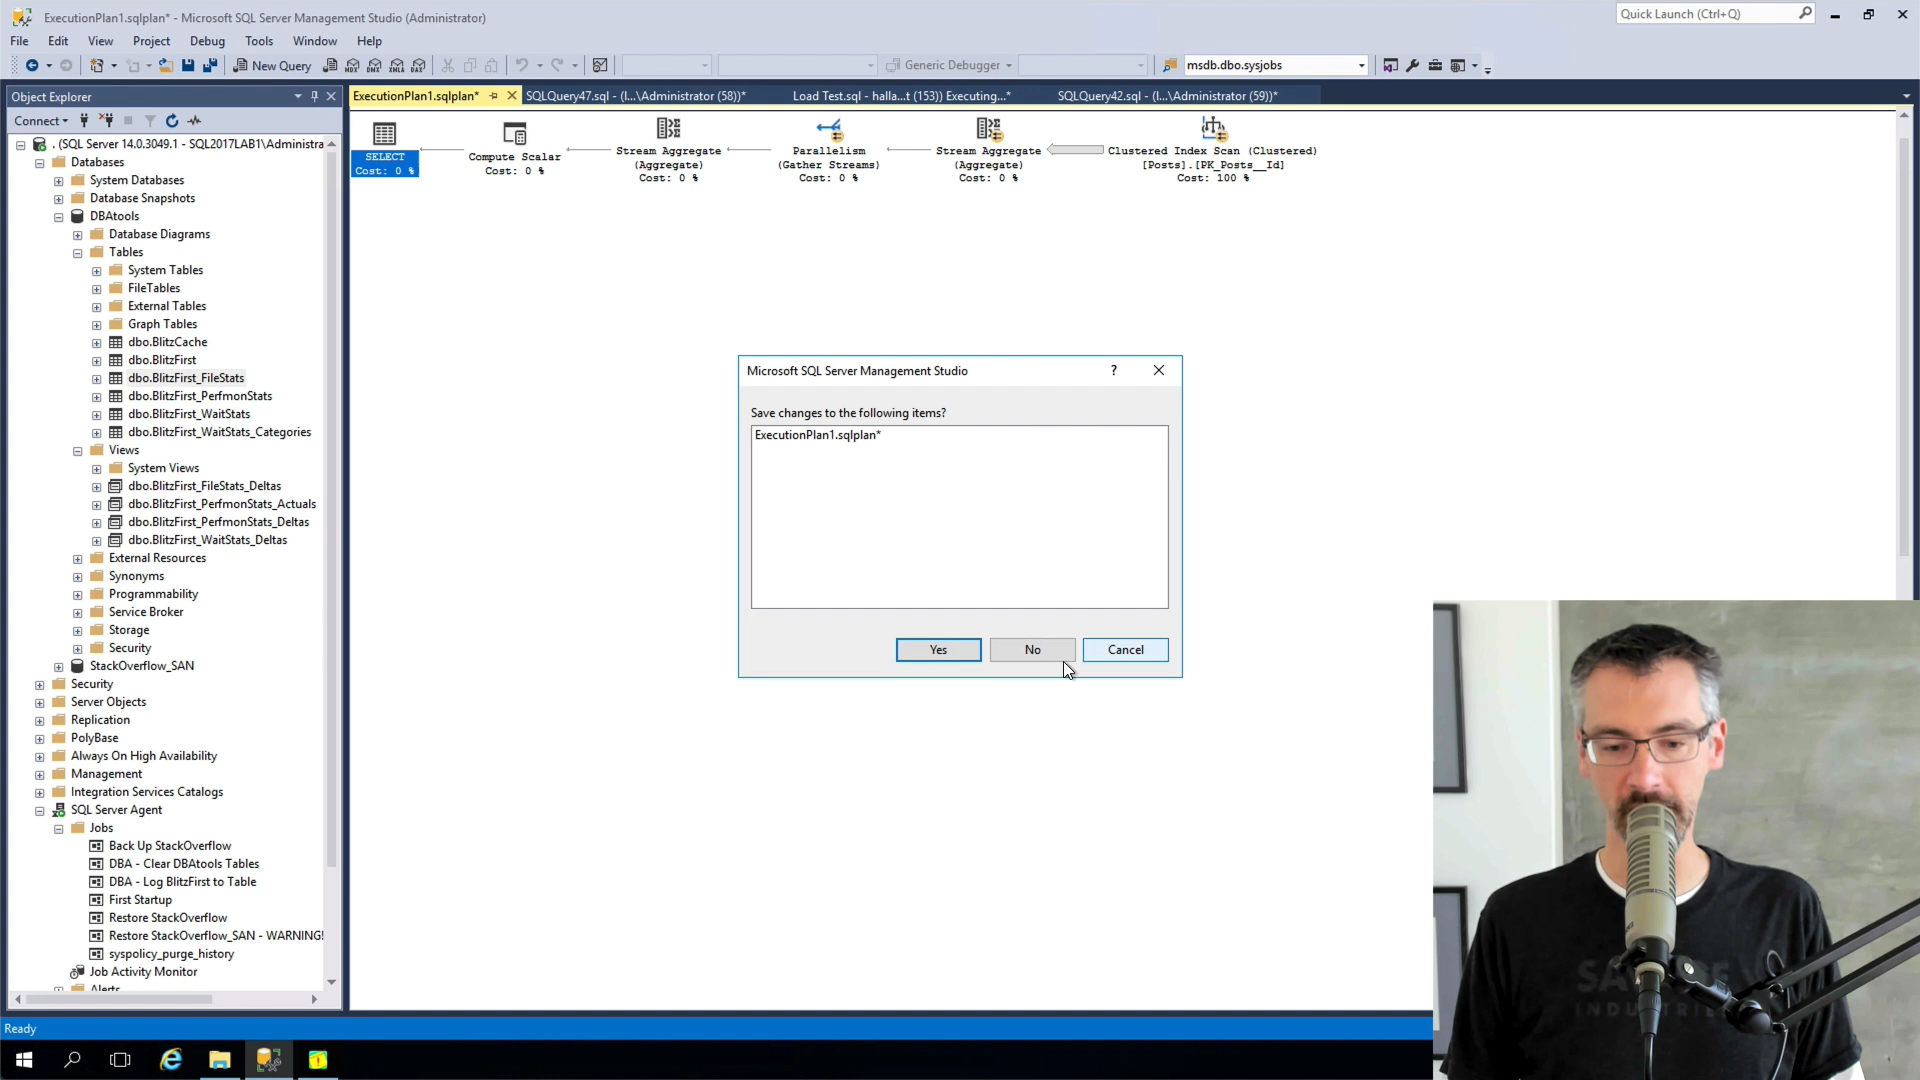 ExecutionPlan1.sqlplan* - Microsoft SQL Server Management Studio (Administrator)
Quick Launch (Ctrl+Q)
File Edit View Project Debug Tools Window Help
New Query
MDX DMX XMLA DAX
Generic Debugger
msdb.dbo.sysjobs
Object Explorer
ExecutionPlan1.sqlplan*
SQLQuery47.sql - (l...\Administrator (58))*
Load Test.sql - halla...t (153)) Executing...*
SQLQuery42.sql - (l...\Administrator (59))*
Connect
. (SQL Server 14.0.3049.1 - SQL2017LAB1\Administra
Databases
System Databases
Database Snapshots
DBAtools
Database Diagrams
Tables
System Tables
FileTables
External Tables
Graph Tables
dbo.BlitzCache
dbo.BlitzFirst
dbo.BlitzFirst_FileStats
dbo.BlitzFirst_PerfmonStats
dbo.BlitzFirst_WaitStats
dbo.BlitzFirst_WaitStats_Categories
Views
System Views
dbo.BlitzFirst_FileStats_Deltas
dbo.BlitzFirst_PerfmonStats_Actuals
dbo.BlitzFirst_PerfmonStats_Deltas
dbo.BlitzFirst_WaitStats_Deltas
External Resources
Synonyms
Programmability
Service Broker
Storage
Security
StackOverflow_SAN
Security
Server Objects
Replication
PolyBase
Always On High Availability
Management
Integration Services Catalogs
SQL Server Agent
Jobs
Back Up StackOverflow
DBA - Clear DBAtools Tables
DBA - Log BlitzFirst to Table
First Startup
Restore StackOverflow
Restore StackOverflow_SAN - WARNING!
syspolicy_purge_history
Job Activity Monitor
Alerts
SELECT
Cost: 0 %
Compute Scalar
Cost: 0 %
Stream Aggregate
(Aggregate)
Cost: 0 %
Parallelism
(Gather Streams)
Cost: 0 %
Stream Aggregate
(Aggregate)
Cost: 0 %
Clustered Index Scan (Clustered)
[Posts].[PK_Posts__Id]
Cost: 100 %
Microsoft SQL Server Management Studio
?
Save changes to the following items?
ExecutionPlan1.sqlplan*
Yes
No
Cancel
Ready